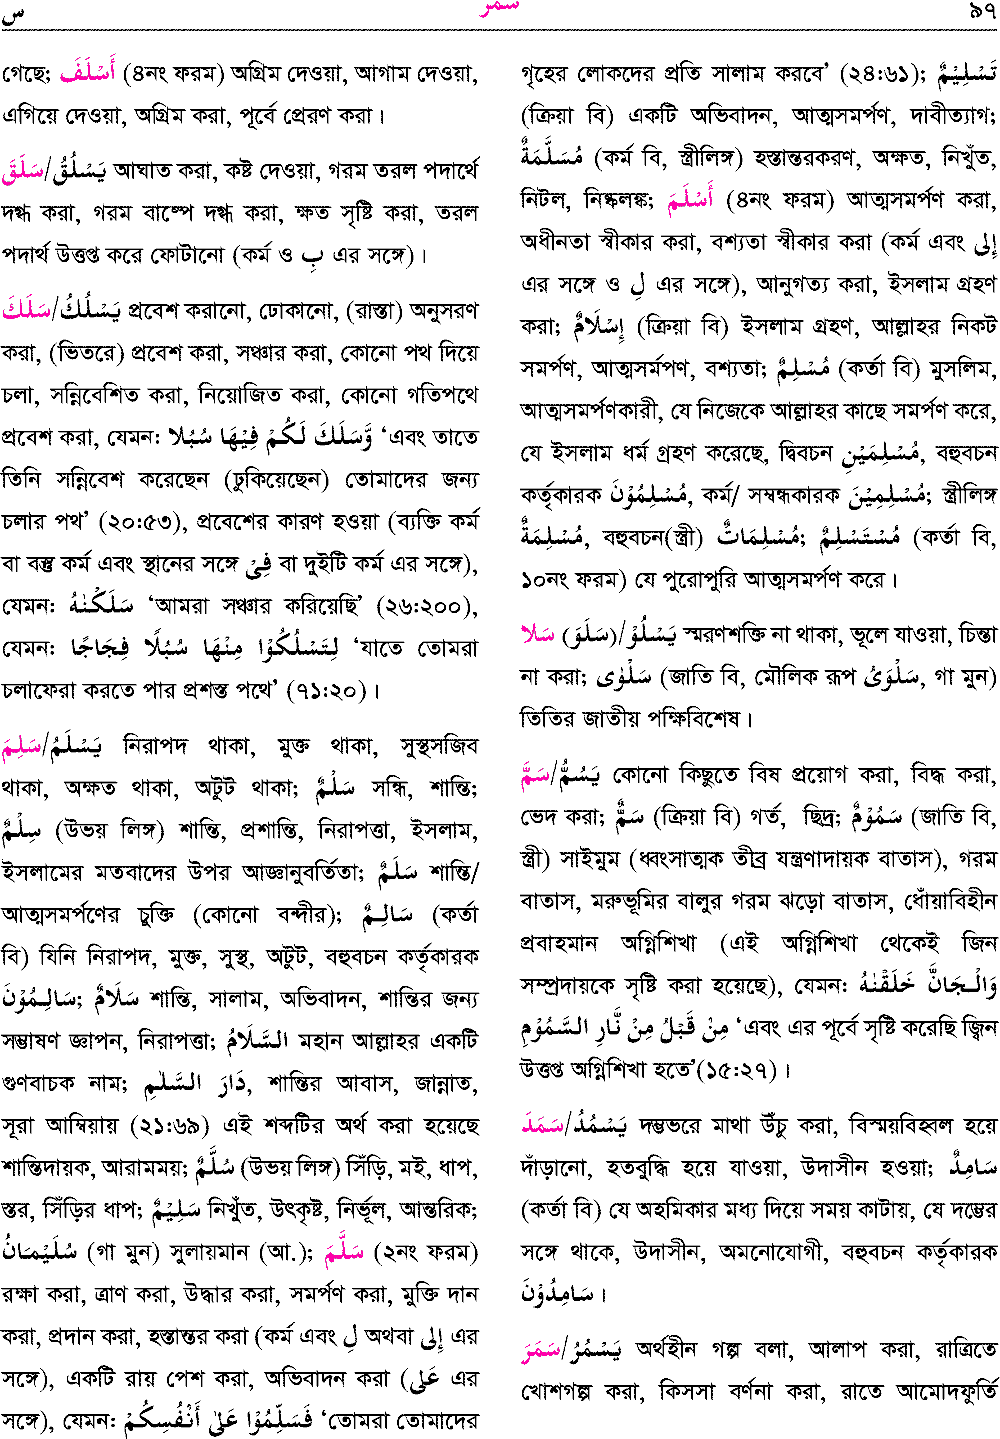 ৯৭
سمر
س
গেছে; أَسْلَفَ (৪নং ফরম) অগ্রিম দেওয়া, আগাম দেওয়া,
এগিয়ে দেওয়া, অগ্রিম করা, পূর্বে প্রেরণ করা।
سَلَقَ/يَسْلُقُ আঘাত করা, কষ্ট দেওয়া, গরম তরল পদার্থে
দগ্ধ করা, গরম বাষ্পে দগ্ধ করা, ক্ষত সৃষ্টি করা, তরল
পদার্থ উত্তপ্ত করে ফোটানো (কর্ম ও بِ এর সঙ্গে)।
سَلَكَ/يَسْلُكُ প্রবেশ করানো, ঢোকানো, (রাস্তা) অনুসরণ
করা, (ভিতরে) প্রবেশ করা, সঞ্চার করা, কোনো পথ দিয়ে
চলা, সন্নিবেশিত করা, নিয়োজিত করা, কোনো গতিপথে
প্রবেশ করা, যেমন: وَّسَلَكَ لَكُمْ فِيْهَا سُبُلا ‘এবং তাতে
তিনি সন্নিবেশ করেছেন (ঢুকিয়েছেন) তোমাদের জন্য
চলার পথ’ (২০:৫৩), প্রবেশের কারণ হওয়া (ব্যক্তি কর্ম
বা বস্তু কর্ম এবং স্থানের সঙ্গে فِيْ বা দুইটি কর্ম এর সঙ্গে),
যেমন: سَلَكْنٰهُ ‘আমরা সঞ্চার করিয়েছি’ (২৬:২০০),
যেমন: لِتَسْلُكُوْا مِنْهَا سُبُلًا فِجَاجًا ‘যাতে তোমরা
চলাফেরা করতে পার প্রশস্ত পথে’ (৭১:২০)।
سَلِمَ/يَسْلَمُ নিরাপদ থাকা, মুক্ত থাকা, সুস্থসজিব
থাকা, অক্ষত থাকা, অটুট থাকা; سَلْمٌ সন্ধি, শান্তি;
سِلْمٌ (উভয় লিঙ্গ) শান্তি, প্রশান্তি, নিরাপত্তা, ইসলাম,
ইসলামের মতবাদের উপর আজ্ঞানুবর্তিতা; سَلَمٌ শান্তি/
আত্মসমর্পণের চুক্তি (কোনো বন্দীর); سَالِمٌ (কর্তা
বি) যিনি নিরাপদ, মুক্ত, সুস্থ, অটুট, বহুবচন কর্তৃকারক
سَالِمُوْنَ; سَلَامٌ শান্তি, সালাম, অভিবাদন, শান্তির জন্য
সম্ভাষণ জ্ঞাপন, নিরাপত্তা; السَّلَامُ মহান আল্লাহর একটি
গুণবাচক নাম; دَارَ السَّلٰمِ, শান্তির আবাস, জান্নাত,
সূরা আম্বিয়ায় (২১:৬৯) এই শব্দটির অর্থ করা হয়েছে
শান্তিদায়ক, আরামময়; سُلَّمٌ (উভয় লিঙ্গ) সিঁড়ি, মই, ধাপ,
স্তর, সিঁড়ির ধাপ; سَلِيْمٌ নিখুঁত, উৎকৃষ্ট, নির্ভূল, আন্তরিক;
سُلَيْمَانُ (গা মুন) সুলায়মান (আ.); سَلَّمَ (২নং ফরম)
রক্ষা করা, ত্রাণ করা, উদ্ধার করা, সমর্পণ করা, মুক্তি দান
করা, প্রদান করা, হস্তান্তর করা (কর্ম এবং لِ অথবা إِلى এর
সঙ্গে), একটি রায় পেশ করা, অভিবাদন করা (عَلى এর
সঙ্গে), যেমন: فَسَلِّمُوْا عَلىٰ أَنْفُسِكُمْ ‘তোমরা তোমাদের
গৃহের লোকদের প্রতি সালাম করবে’ (২৪:৬১); تَسْلِيْمٌ
(ক্রিয়া বি) একটি অভিবাদন, আত্মসমর্পণ, দাবীত্যাগ;
مُسَلَّمَةٌ (কর্ম বি, স্ত্রীলিঙ্গ) হস্তান্তরকরণ, অক্ষত, নিখুঁত,
নিটল, নিষ্কলঙ্ক; أَسْلَمَ (৪নং ফরম) আত্মসমর্পণ করা,
অধীনতা স্বীকার করা, বশ্যতা স্বীকার করা (কর্ম এবং إِلى
এর সঙ্গে ও لِ এর সঙ্গে), আনুগত্য করা, ইসলাম গ্রহণ
করা; إِسْلَامٌ (ক্রিয়া বি) ইসলাম গ্রহণ, আল্লাহর নিকট
সমর্পণ, আত্মসর্মপণ, বশ্যতা; مُسْلِمٌ (কর্তা বি) মুসলিম,
আত্মসমর্পণকারী, যে নিজেকে আল্লাহর কাছে সমর্পণ করে,
যে ইসলাম ধর্ম গ্রহণ করেছে, দ্বিবচন مُسْلِمَيْنِ, বহুবচন
কর্তৃকারক مُسْلِمُوْنَ, কর্ম/ সম্বন্ধকারক مُسْلِمِيْنَ; স্ত্রীলিঙ্গ
مُسْلِمَةٌ, বহুবচন(স্ত্রী) مُسْلِمَاتٌ; مُسْتَسْلِمٌ (কর্তা বি,
১০নং ফরম) যে পুরোপুরি আত্মসমর্পণ করে।
سَلا (سَلَوَ)/يَسْلُوْ স্মরণশক্তি না থাকা, ভূলে যাওয়া, চিন্তা
না করা; سَلْوٰى (জাতি বি, মৌলিক রূপ سَلْوَىُ, গা মুন)
তিতির জাতীয় পক্ষিবিশেষ।
سَمَّ/يَسُمُّ কোনো কিছুতে বিষ প্রয়োগ করা, বিদ্ধ করা,
ভেদ করা; سَمٌّ (ক্রিয়া বি) গর্ত, ছিদ্র; سَمُوْمٌ (জাতি বি,
স্ত্রী) সাইমুম (ধ্বংসাত্মক তীব্র যন্ত্রণাদায়ক বাতাস), গরম
বাতাস, মরুভূমির বালুর গরম ঝড়ো বাতাস, ধোঁয়াবিহীন
প্রবাহমান অগ্নিশিখা (এই অগ্নিশিখা থেকেই জিন
সম্প্রদায়কে সৃষ্টি করা হয়েছে), যেমন: وَالْجَانَّ خَلَقْنٰهُ
مِنْ قَبْلُ مِنْ نَّارِ السَّمُوْمِ ‘এবং এর পূর্বে সৃষ্টি করেছি জ্বিন
উত্তপ্ত অগ্নিশিখা হতে’(১৫:২৭)।
سَمَدَ/يَسْمُدُ দম্ভভরে মাথা উঁচু করা, বিস্ময়বিহ্বল হয়ে
দাঁড়ানো, হতবুদ্ধি হয়ে যাওয়া, উদাসীন হওয়া; سَامِدٌ
(কর্তা বি) যে অহমিকার মধ্য দিয়ে সময় কাটায়, যে দম্ভের
সঙ্গে থাকে, উদাসীন, অমনোযোগী, বহুবচন কর্তৃকারক
سَامِدُوْنَ।
سَمَرَ/يَسْمُرُ অর্থহীন গল্প বলা, আলাপ করা, রাত্রিতে
খোশগল্প করা, কিসসা বর্ণনা করা, রাতে আমোদফুর্তি